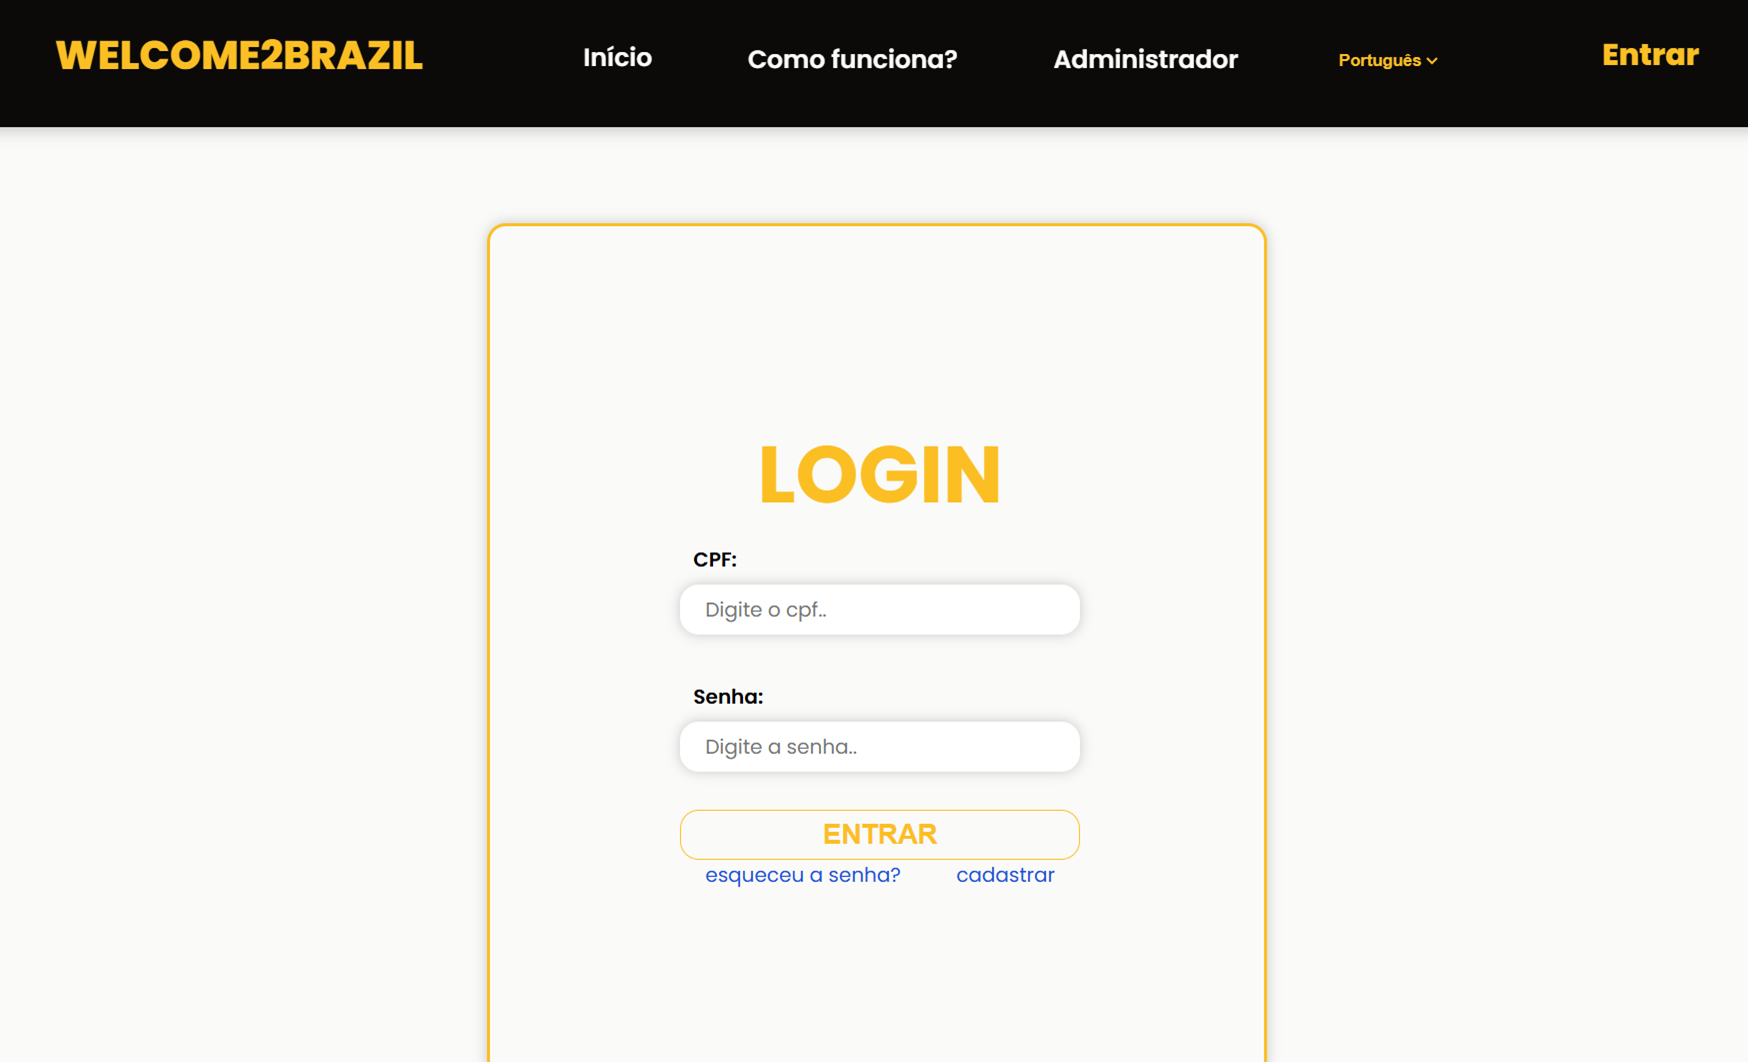 WELCOME2BRAZIL
Início
Como funciona?
Administrador
Português
Entrar
LOGIN
CPF:
Digite o cpf..
Senha:
Digite a senha..
ENTRAR
esqueceu a senha? cadastrar